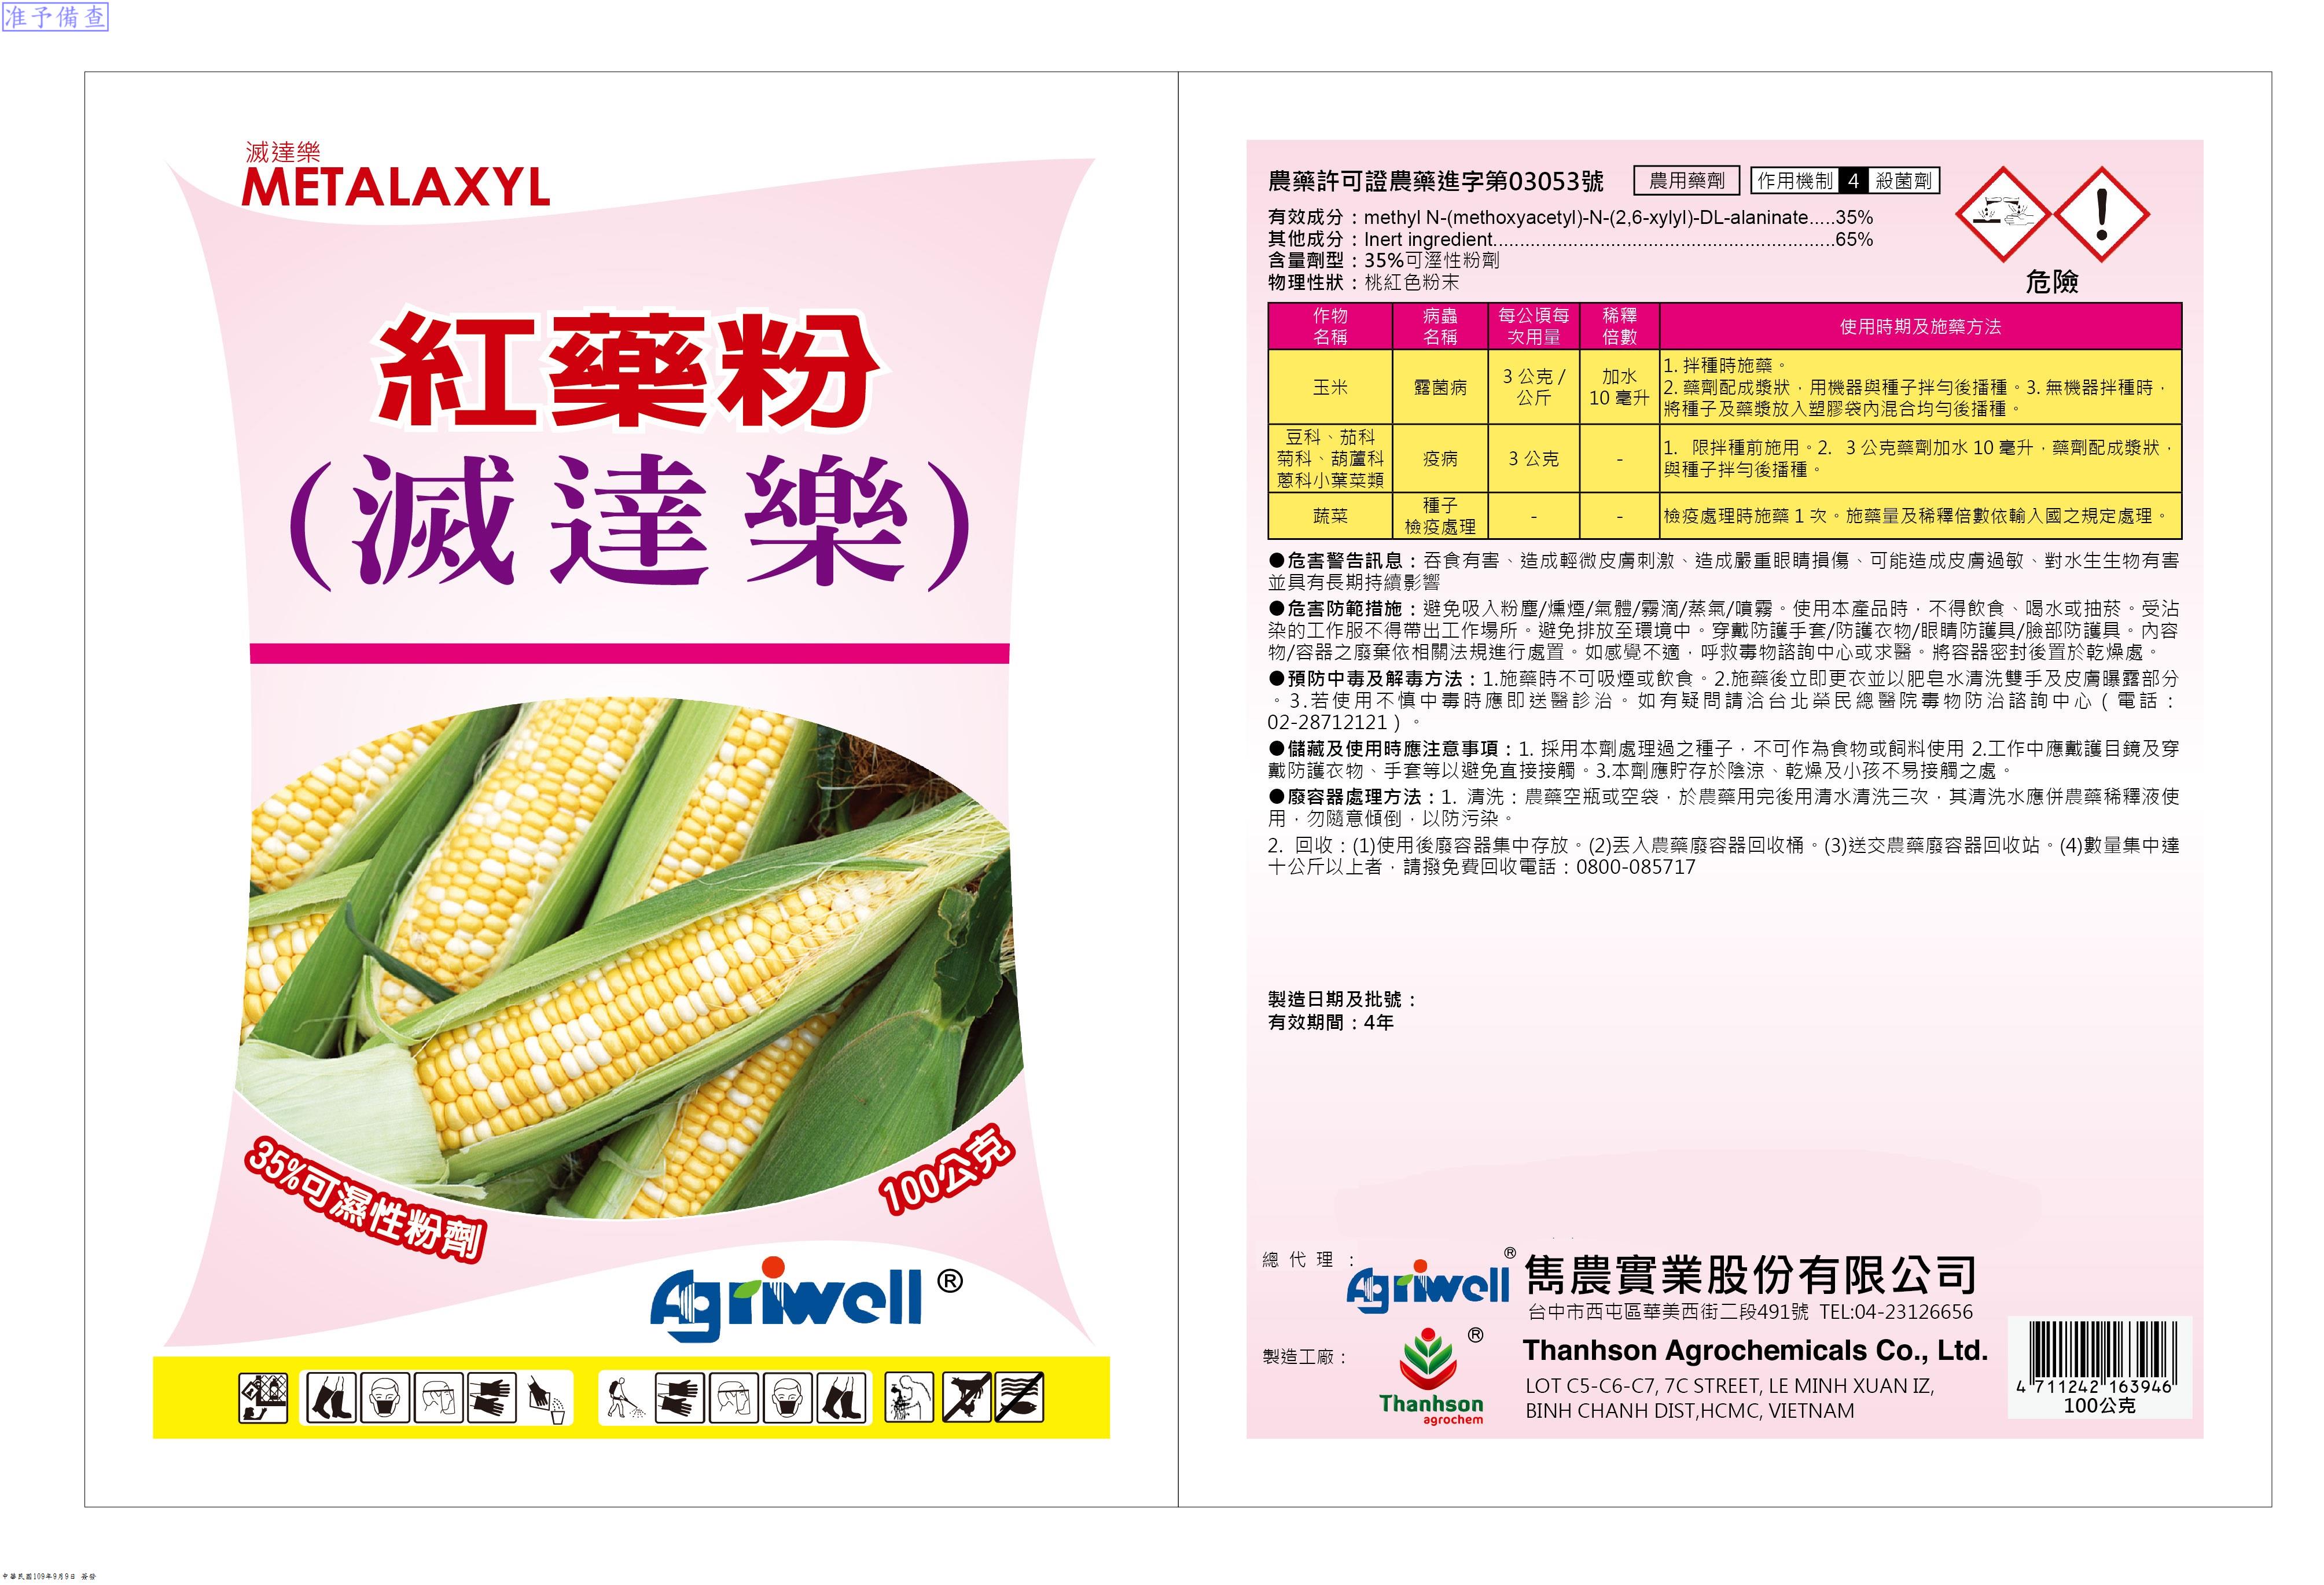 准予備查
滅達樂
METALAXYL
紅藥粉
(滅達樂)
35%可濕性粉劑
100公克
Agriwell ®
農藥許可證農藥進字第03053號 農用藥劑 作用機制 4 殺菌劑
有效成分：methyl N-(methoxyacetyl)-N-(2,6-xylyl)-DL-alaninate.....35%
其他成分：Inert ingredient................................................................65%
含量劑型：35%可溼性粉劑
物理性狀：桃紅色粉末
危險
作物名稱 病蟲名稱 每公頃每次用量 稀釋倍數 使用時期及施藥方法
玉米 露菌病 3 公克 / 公斤 加水 10 毫升
1. 拌種時施藥。
2. 藥劑配成漿狀，用機器與種子拌勻後播種。3. 無機器拌種時，
將種子及藥漿放入塑膠袋內混合均勻後播種。
豆科、茄科
菊科、葫蘆科
蔥科小葉菜類
疫病 3 公克 -
1. 限拌種前施用。2. 3 公克藥劑加水 10 毫升，藥劑配成漿狀，
與種子拌勻後播種。
蔬菜 種子檢疫處理 - - 檢疫處理時施藥 1 次。施藥量及稀釋倍數依輸入國之規定處理。
●危害警告訊息：吞食有害、造成輕微皮膚刺激、造成嚴重眼睛損傷、可能造成皮膚過敏、對水生生物有害
並具有長期持續影響
●危害防範措施：避免吸入粉塵/燻煙/氣體/霧滴/蒸氣/噴霧。使用本產品時，不得飲食、喝水或抽菸。受沾
染的工作服不得帶出工作場所。避免排放至環境中。穿戴防護手套/防護衣物/眼睛防護具/臉部防護具。內容
物/容器之廢棄依相關法規進行處置。如感覺不適，呼救毒物諮詢中心或求醫。將容器密封後置於乾燥處。
●預防中毒及解毒方法：1.施藥時不可吸煙或飲食。2.施藥後立即更衣並以肥皂水清洗雙手及皮膚曝露部分
。3.若使用不慎中毒時應即送醫診治。如有疑問請洽台北榮民總醫院毒物防治諮詢中心(電話：
02-28712121)。
●儲藏及使用時應注意事項：1. 採用本劑處理過之種子，不可作為食物或飼料使用 2.工作中應戴護目鏡及穿
戴防護衣物、手套等以避免直接接觸。3.本劑應貯存於陰涼、乾燥及小孩不易接觸之處。
●廢容器處理方法：1. 清洗：農藥空瓶或空袋，於農藥用完後用清水清洗三次，其清洗水應併農藥稀釋液使
用，勿隨意傾倒，以防污染。
2. 回收：(1)使用後廢容器集中存放。(2)丟入農藥廢容器回收桶。(3)送交農藥廢容器回收站。(4)數量集中達
十公斤以上者，請撥免費回收電話：0800-085717
製造日期及批號：
有效期間：4年
總代理： Agriwell ® 雋農實業股份有限公司
台中市西屯區華美西街二段491號 TEL:04-23126656
製造工廠： Thanhson agrochem ® Thanhson Agrochemicals Co., Ltd.
LOT C5-C6-C7, 7C STREET, LE MINH XUAN IZ,
BINH CHANH DIST,HCMC, VIETNAM
4 711242 163946
100公克
中華民國109年9月9日 簽發